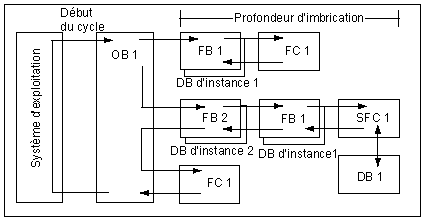 Début
du cycle
Profondeur d'imbrication
Système d'exploitation
OB 1
FB 1
FC 1
DB d'instance 1
FB 2
FB 1
SFC 1
DB d'instance 2
DB d'instance1
FC 1
DB 1